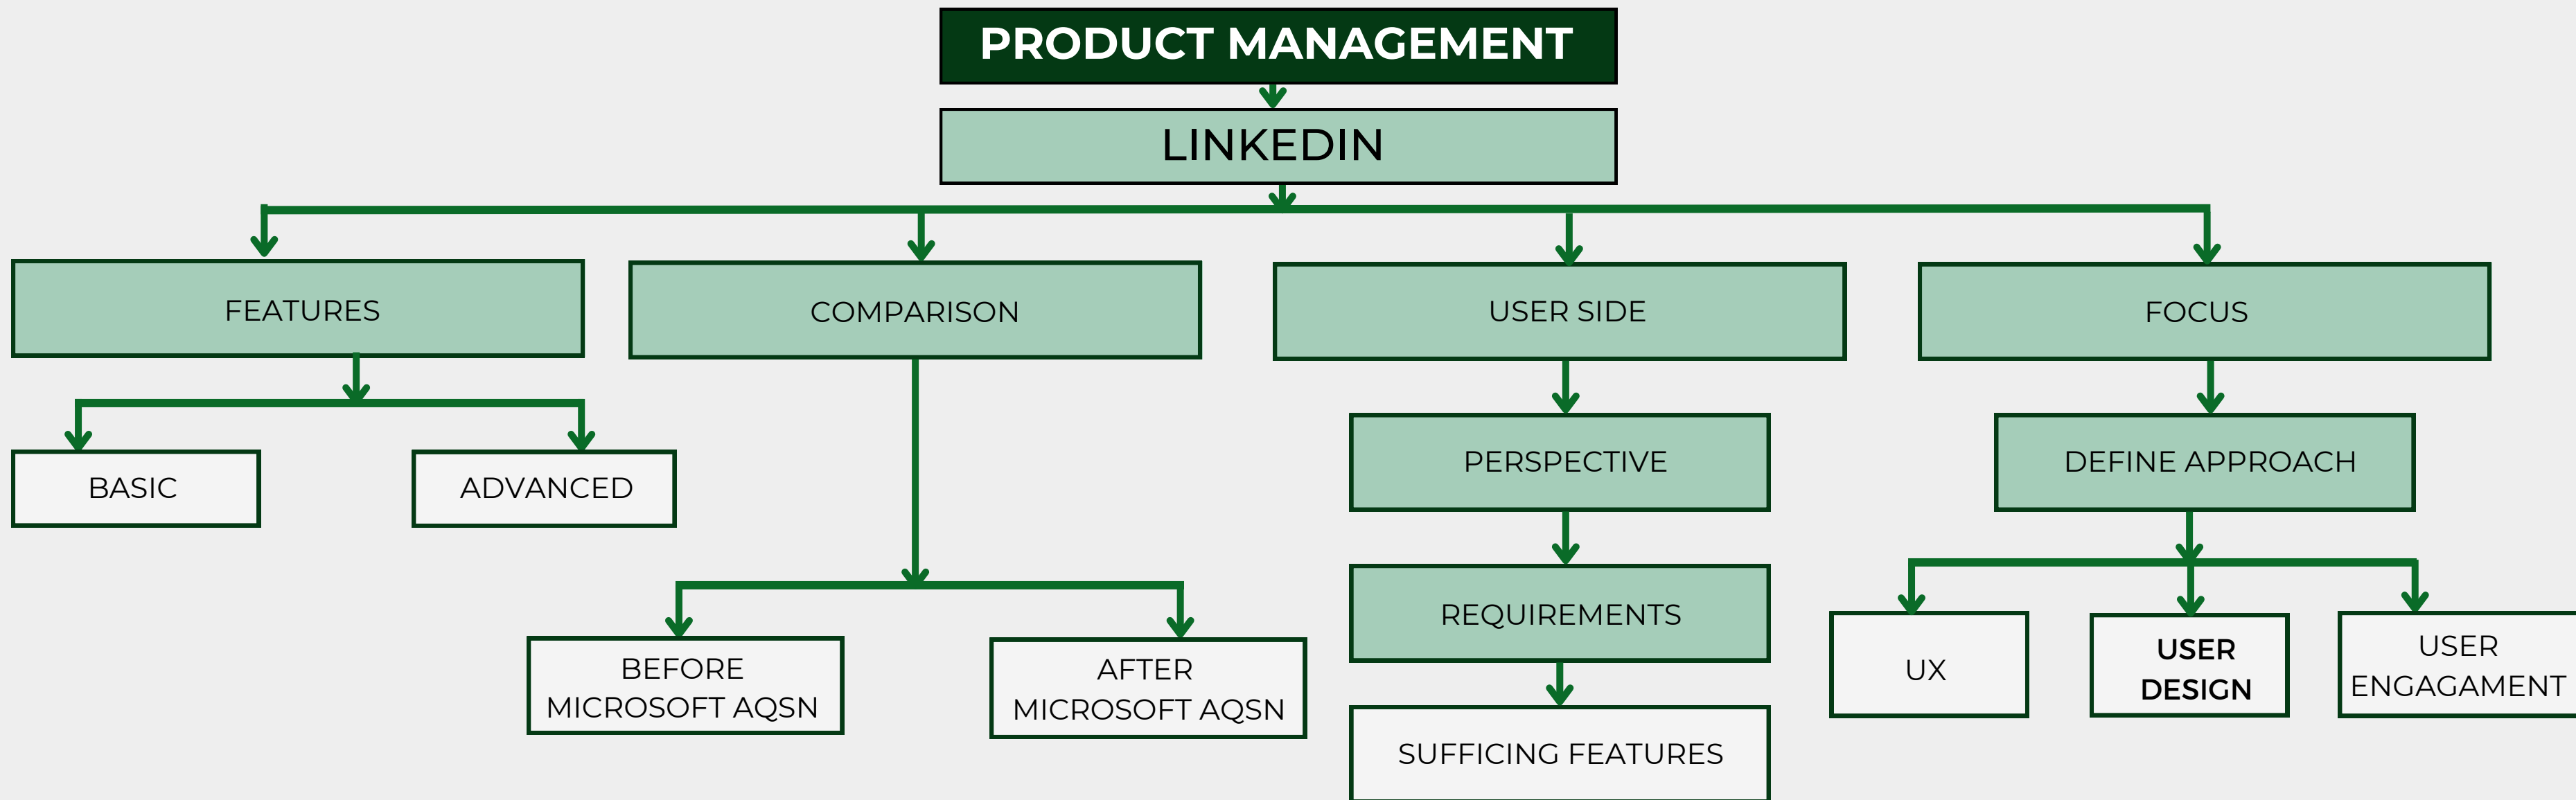 PRODUCT MANAGEMENT
LINKEDIN
FEATURES
COMPARISON
USER SIDE
FOCUS
BASIC
ADVANCED
PERSPECTIVE
DEFINE APPROACH
REQUIREMENTS
BEFORE
MICROSOFT AQSN
AFTER
MICROSOFT AQSN
SUFFICING FEATURES
UX
USER
DESIGN
USER
ENGAGAMENT